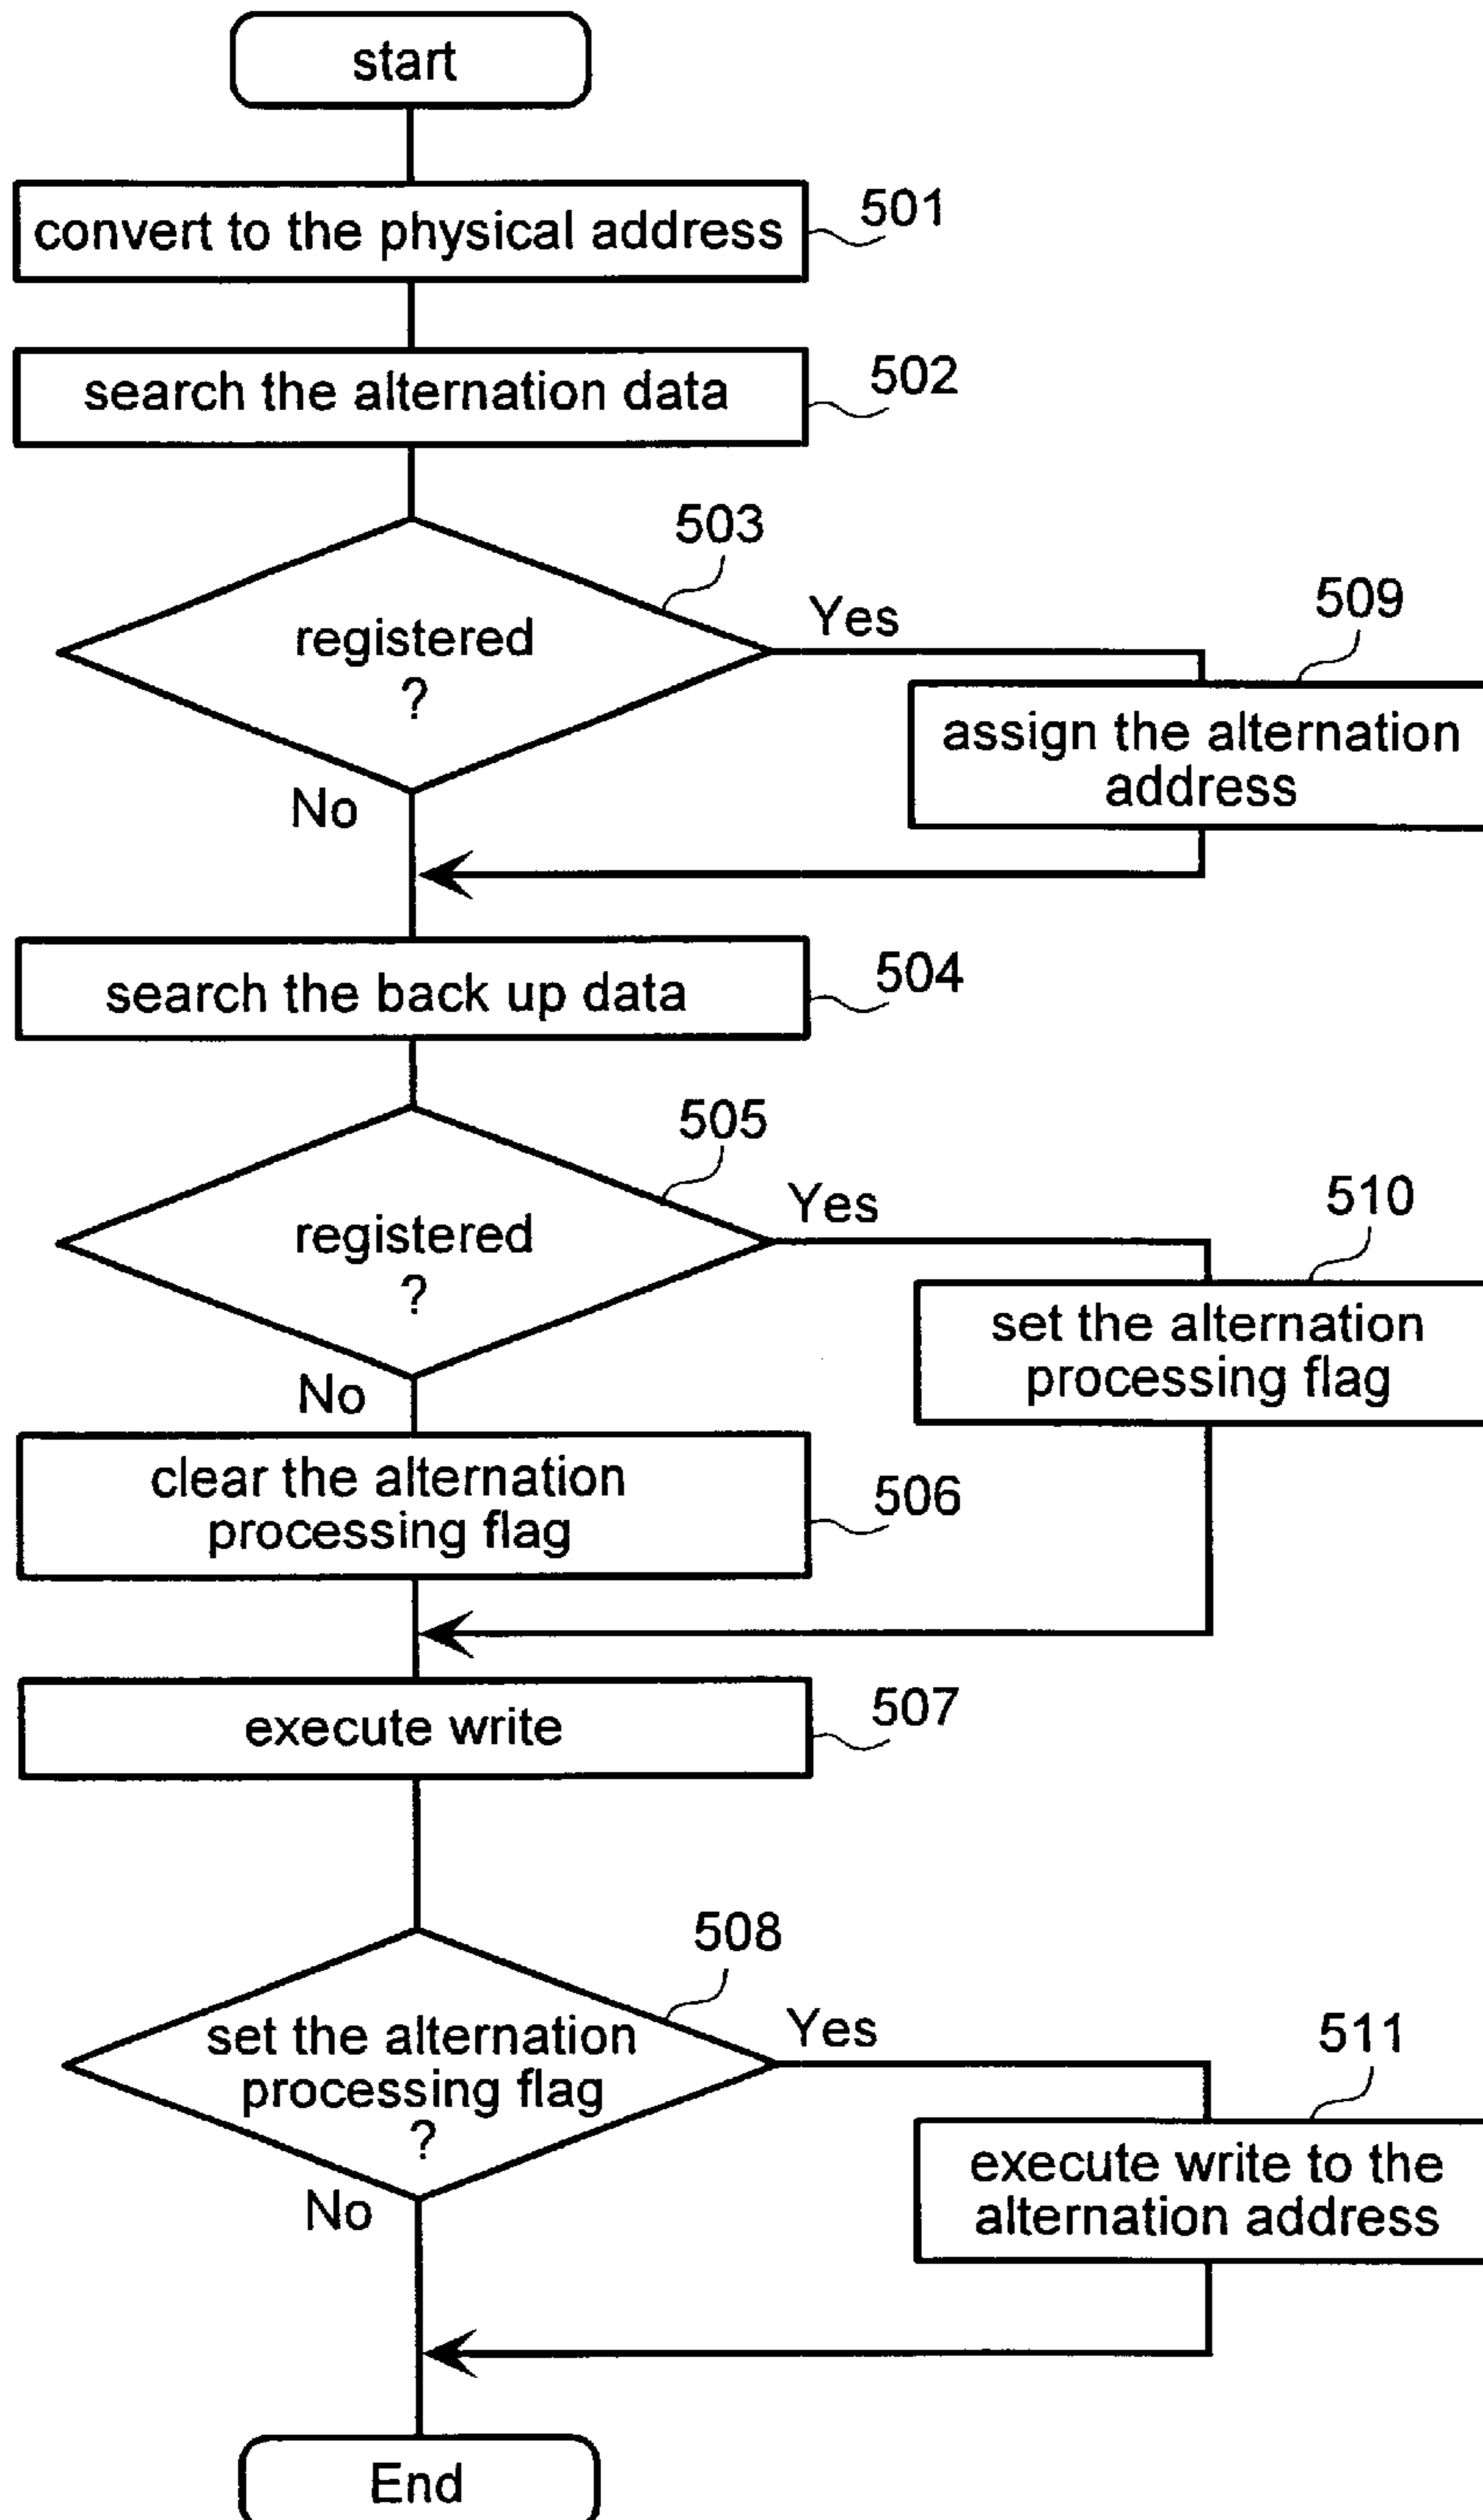 start
convert to the physical address
501
search the alternation data
502
503
registered
?
Yes
No
509
assign the alternation
address
search the back up data
504
505
registered
?
Yes
No
510
set the alternation
processing flag
clear the alternation
processing flag
506
execute write
507
508
set the alternation
processing flag
?
Yes
No
511
execute write to the
alternation address
End